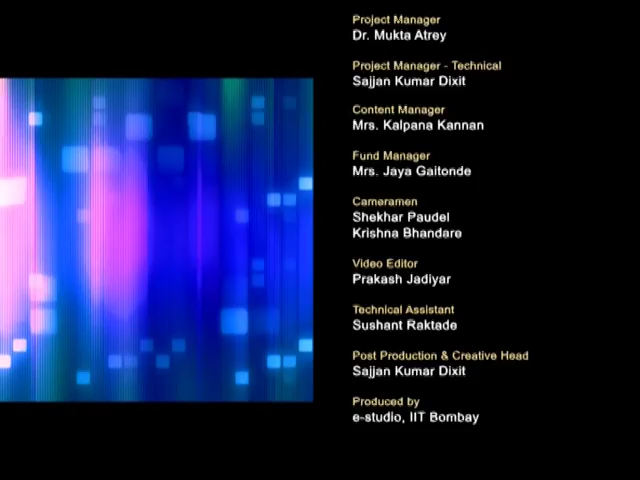 Project Manager
Dr. Mukta Atrey
Project Manager - Technical
Sajjan Kumar Dixit
Content Manager
Mrs. Kalpana Kannan
Fund Manager
Mrs. Jaya Gaitonde
Cameramen
Shekhar Paudel
Krishna Bhandare
Video Editor
Prakash Jadiyar
Technical Assistant
Sushant Raktade
Post Production & Creative Head
Sajjan Kumar Dixit
Produced by
e-studio, IIT Bombay